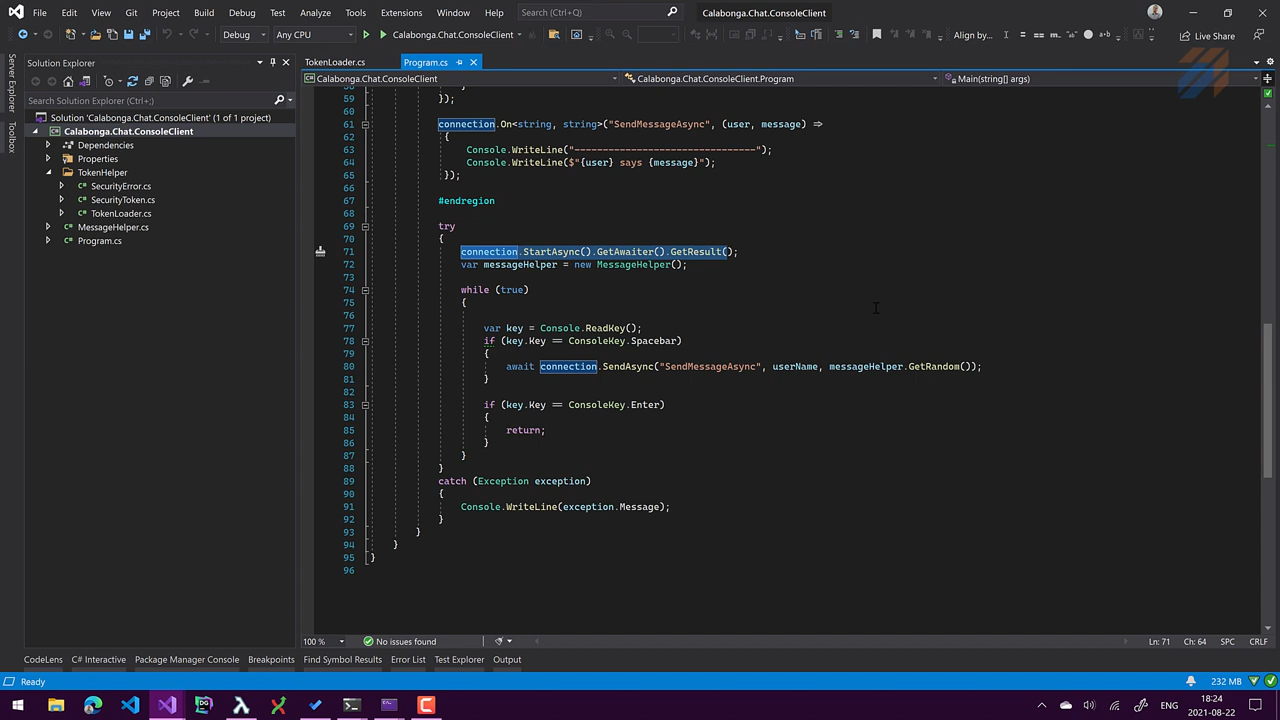 File Edit View Git Project Build Debug Test Analyze Tools Extensions Window Help Search (Ctrl+Q) Calabonga.Chat.ConsoleClient
Debug Any CPU Calabonga.Chat.ConsoleClient Align by... Live Share
Server Explorer
Toolbox
Solution Explorer
Search Solution Explorer (Ctrl+;)
Solution 'Calabonga.Chat.ConsoleClient' (1 of 1 project)
Calabonga.Chat.ConsoleClient
Dependencies
Properties
TokenHelper
SecurityError.cs
SecurityToken.cs
TokenLoader.cs
MessageHelper.cs
Program.cs
TokenLoader.cs Program.cs
Calabonga.Chat.ConsoleClient Calabonga.Chat.ConsoleClient.Program Main(string[] args)
58 }
59 });
60
61 connection.On<string, string>("SendMessageAsync", (user, message) =>
62 {
63 Console.WriteLine("--------------------------------");
64 Console.WriteLine($"{user} says {message}");
65 });
66
67 #endregion
68
69 try
70 {
71 connection.StartAsync().GetAwaiter().GetResult();
72 var messageHelper = new MessageHelper();
73
74 while (true)
75 {
76
77 var key = Console.ReadKey();
78 if (key.Key == ConsoleKey.Spacebar)
79 {
80 await connection.SendAsync("SendMessageAsync", userName, messageHelper.GetRandom());
81 }
82
83 if (key.Key == ConsoleKey.Enter)
84 {
85 return;
86 }
87 }
88 }
89 catch (Exception exception)
90 {
91 Console.WriteLine(exception.Message);
92 }
93 }
94 }
95 }
96
100 % No issues found Ln: 71 Ch: 64 SPC CRLF
CodeLens C# Interactive Package Manager Console Breakpoints Find Symbol Results Error List Test Explorer Output
Ready 232 MB
ENG 18:24
2021-08-22